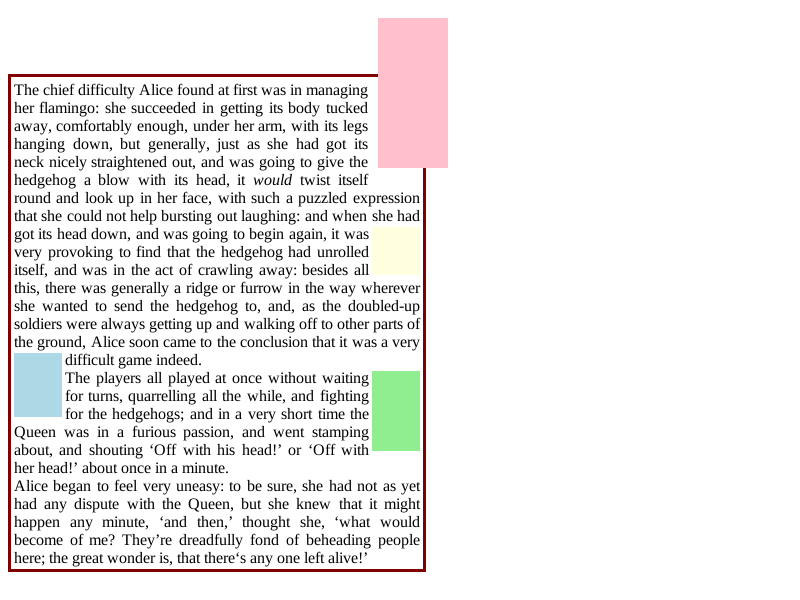 The chief difficulty Alice found at first was in managing
her flamingo: she succeeded in getting its body tucked
away, comfortably enough, under her arm, with its legs
hanging down, but generally, just as she had got its
neck nicely straightened out, and was going to give the
hedgehog a blow with its head, it would twist itself
round and look up in her face, with such a puzzled expression
that she could not help bursting out laughing: and when she had
got its head down, and was going to begin again, it was
very provoking to find that the hedgehog had unrolled
itself, and was in the act of crawling away: besides all
this, there was generally a ridge or furrow in the way wherever
she wanted to send the hedgehog to, and, as the doubled-up
soldiers were always getting up and walking off to other parts of
the ground, Alice soon came to the conclusion that it was a very
difficult game indeed.
The players all played at once without waiting
for turns, quarrelling all the while, and fighting
for the hedgehogs; and in a very short time the
Queen was in a furious passion, and went stamping
about, and shouting ‘Off with his head!’ or ‘Off with
her head!’ about once in a minute.
Alice began to feel very uneasy: to be sure, she had not as yet
had any dispute with the Queen, but she knew that it might
happen any minute, ‘and then,’ thought she, ‘what would
become of me? They’re dreadfully fond of beheading people
here; the great wonder is, that there‘s any one left alive!’